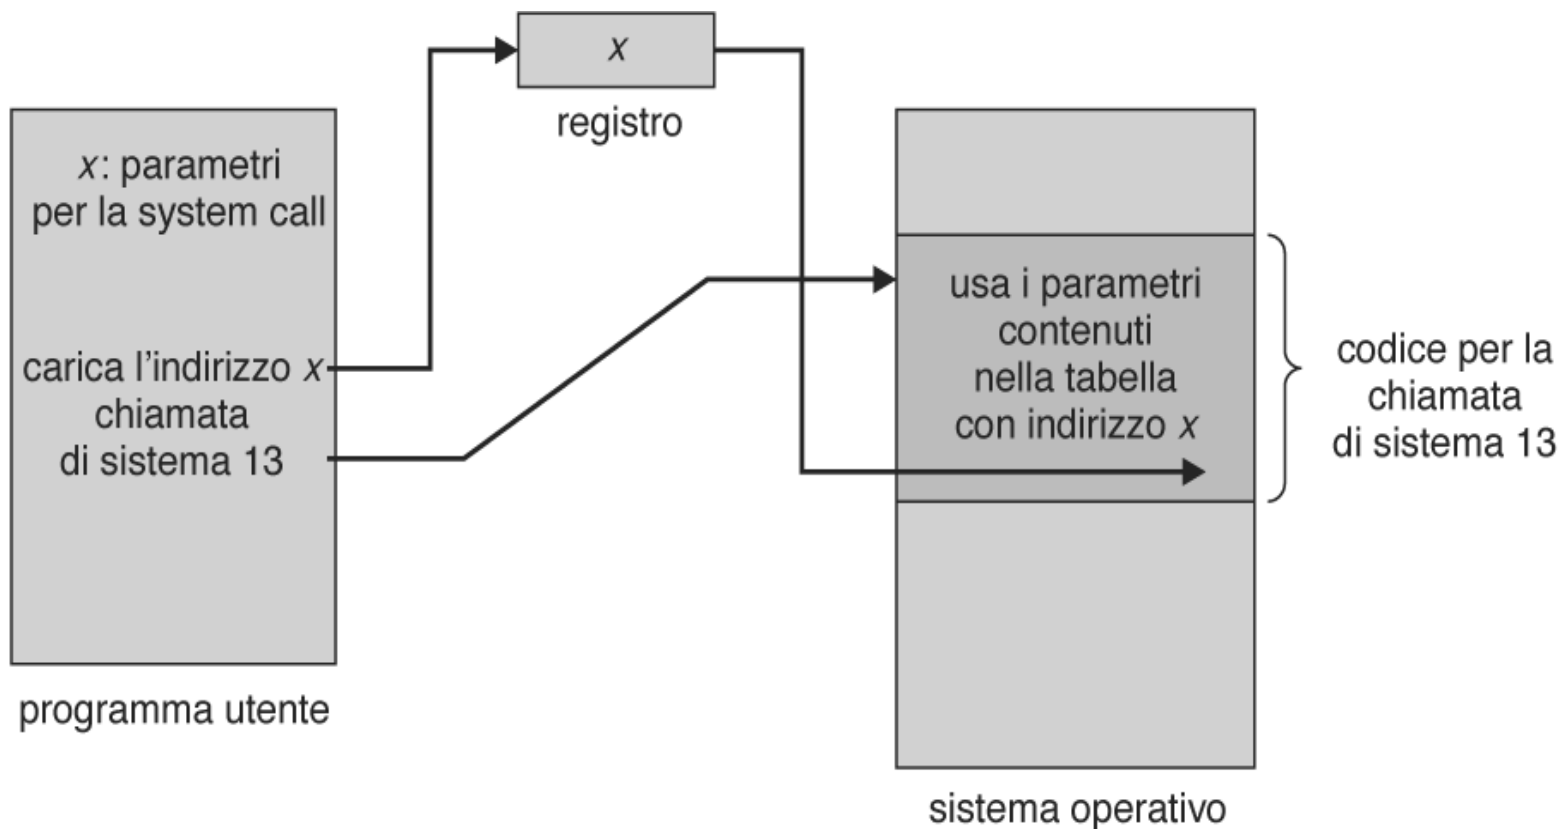 x
registro
x: parametri
per la system call
carica l'indirizzo x
chiamata
di sistema 13
programma utente
usa i parametri
contenuti
nella tabella
con indirizzo x
codice per la
chiamata
di sistema 13
sistema operativo